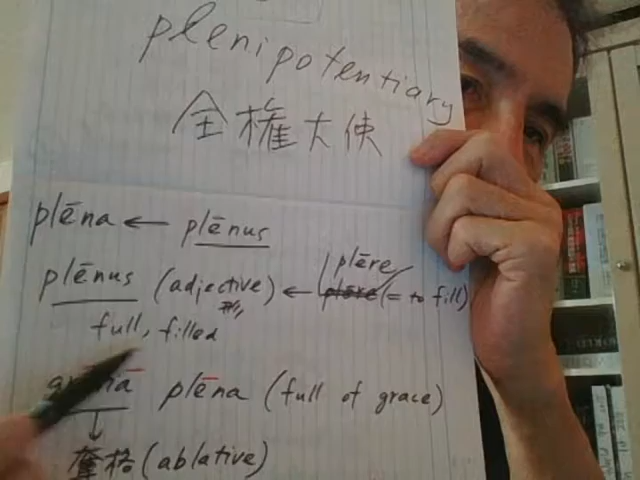 plenipotentiary
全権大使
plēna ← plēnus
plēnus (adjective) ← plēre (= to fill)
full, filled
plēna (full of grace)
↓
奪格 (ablative)